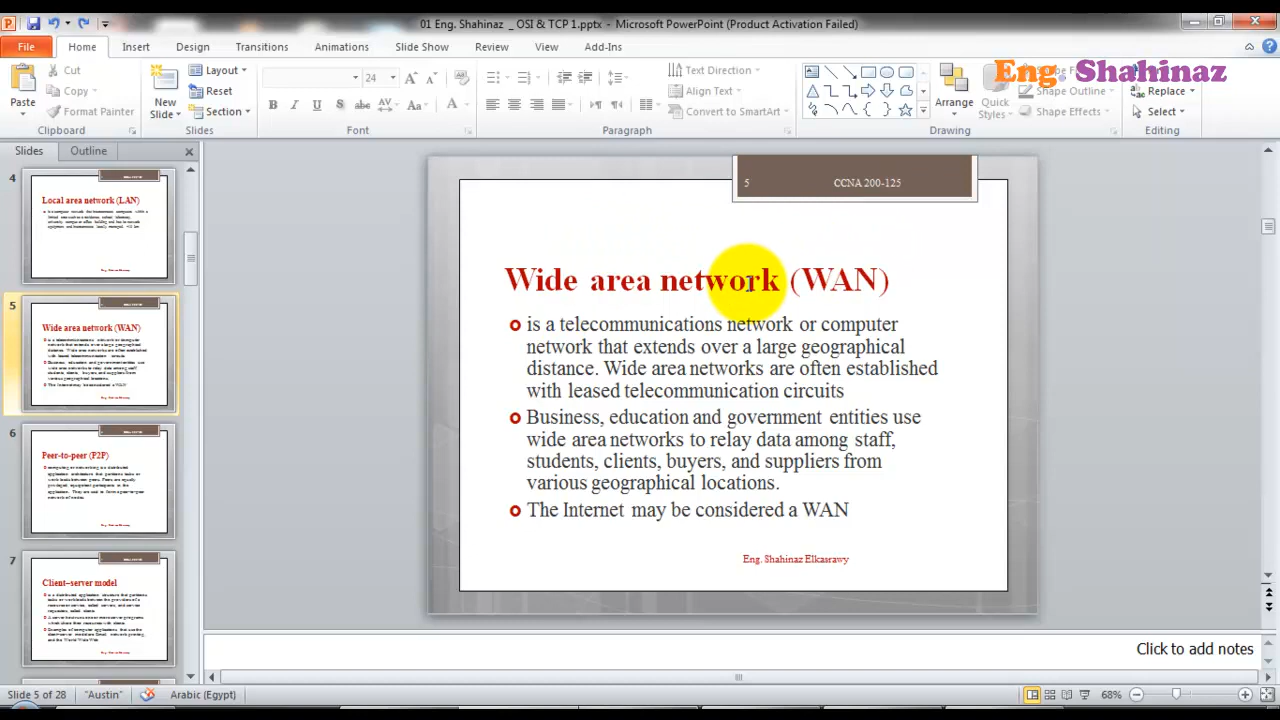 01 Eng. Shahinaz _OSI & TCP 1.pptx - Microsoft PowerPoint (Product Activation Failed)
File Home Insert Design Transitions Animations Slide Show Review View Add-Ins
Eng. Shahinaz
Paste
Cut
Copy
Format Painter
Clipboard
New
Slide
Layout
Reset
Section
Slides
24
Font
Text Direction
Align Text
Convert to SmartArt
Paragraph
Arrange
Quick
Styles
Shape Outline
Shape Effects
Drawing
Replace
Select
Editing
Slides Outline
4
Local area network (LAN)
5
Wide area network (WAN)
6
Peer-to-peer (P2P)
7
Client–server model
5 CCNA 200-125
Wide area network (WAN)
is a telecommunications network or computer
network that extends over a large geographical
distance. Wide area networks are often established
with leased telecommunication circuits
Business, education and government entities use
wide area networks to relay data among staff,
students, clients, buyers, and suppliers from
various geographical locations.
The Internet may be considered a WAN
Eng. Shahinaz Elkasrawy
Click to add notes
Slide 5 of 28 "Austin" Arabic (Egypt) 68%